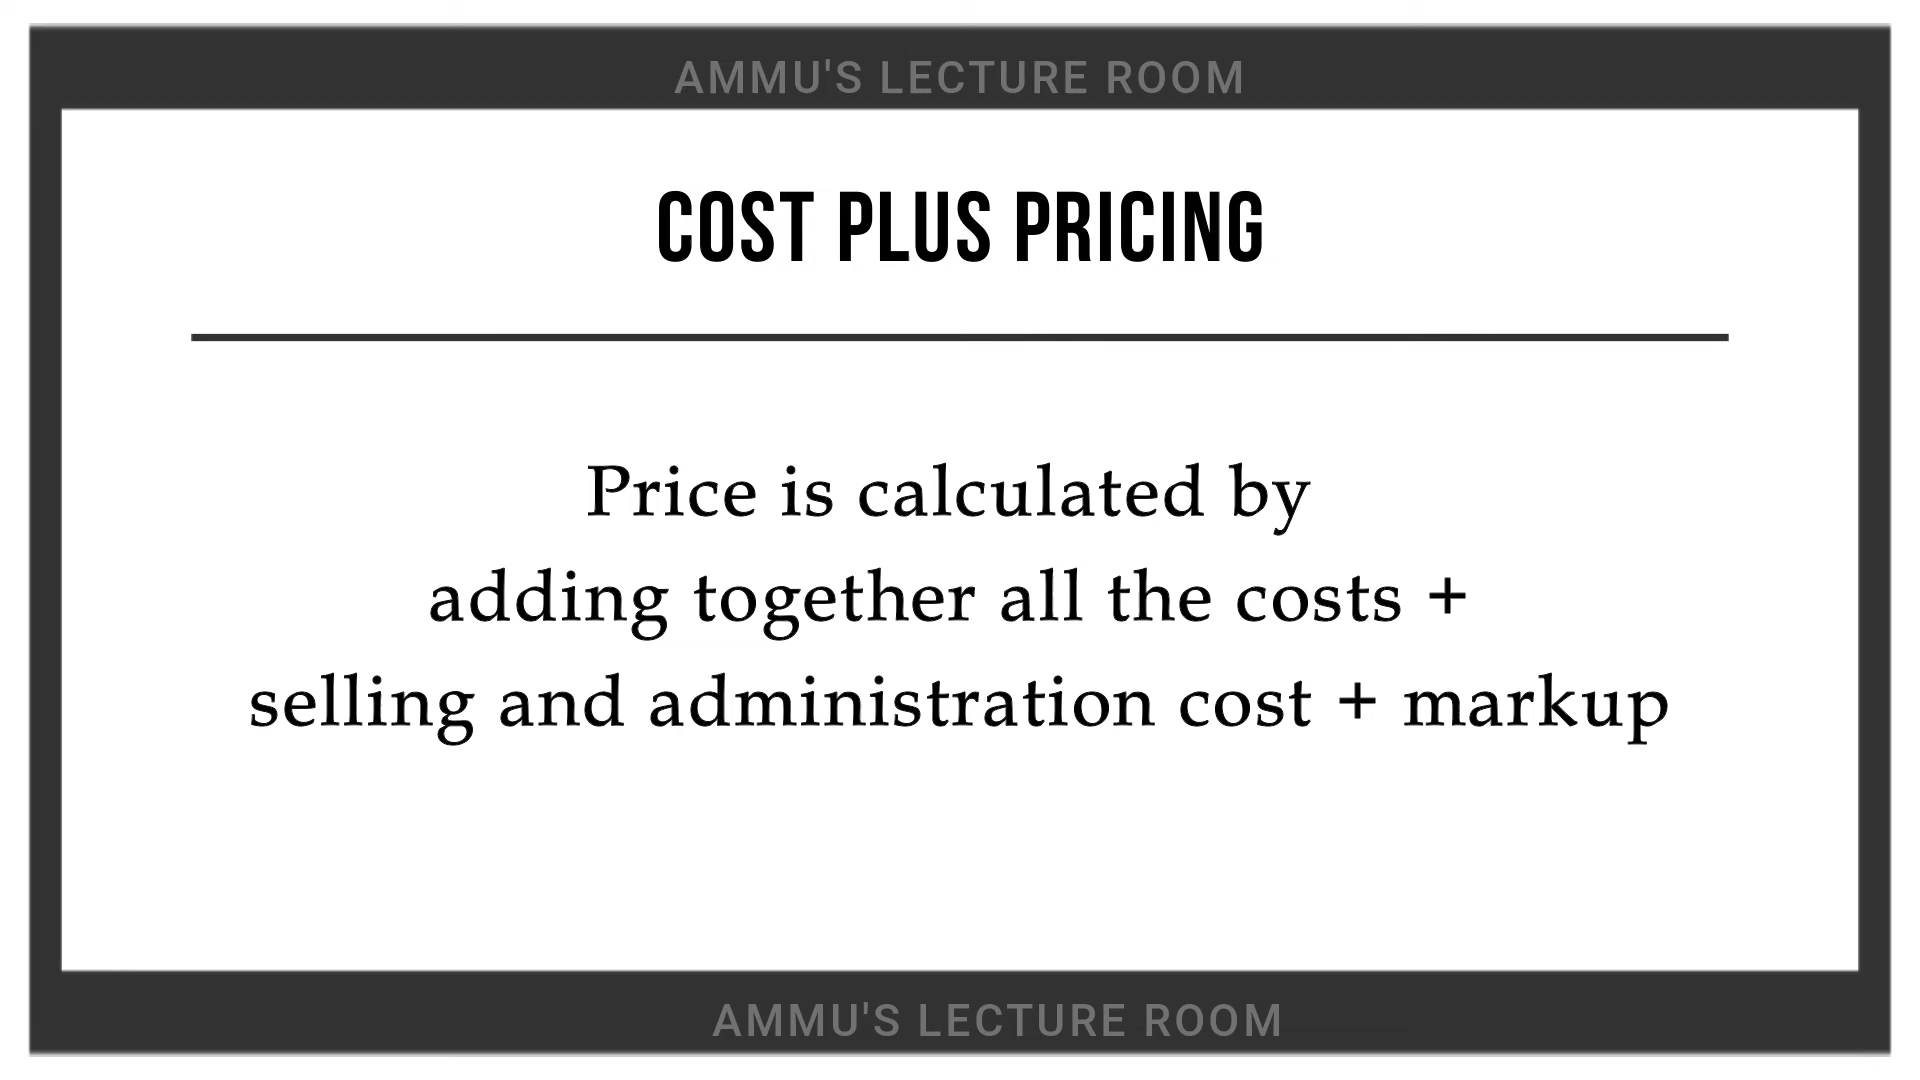 AMMU'S LECTURE ROOM
COST PLUS PRICING
Price is calculated by
adding together all the costs +
selling and administration cost + markup
AMMU'S LECTURE ROOM